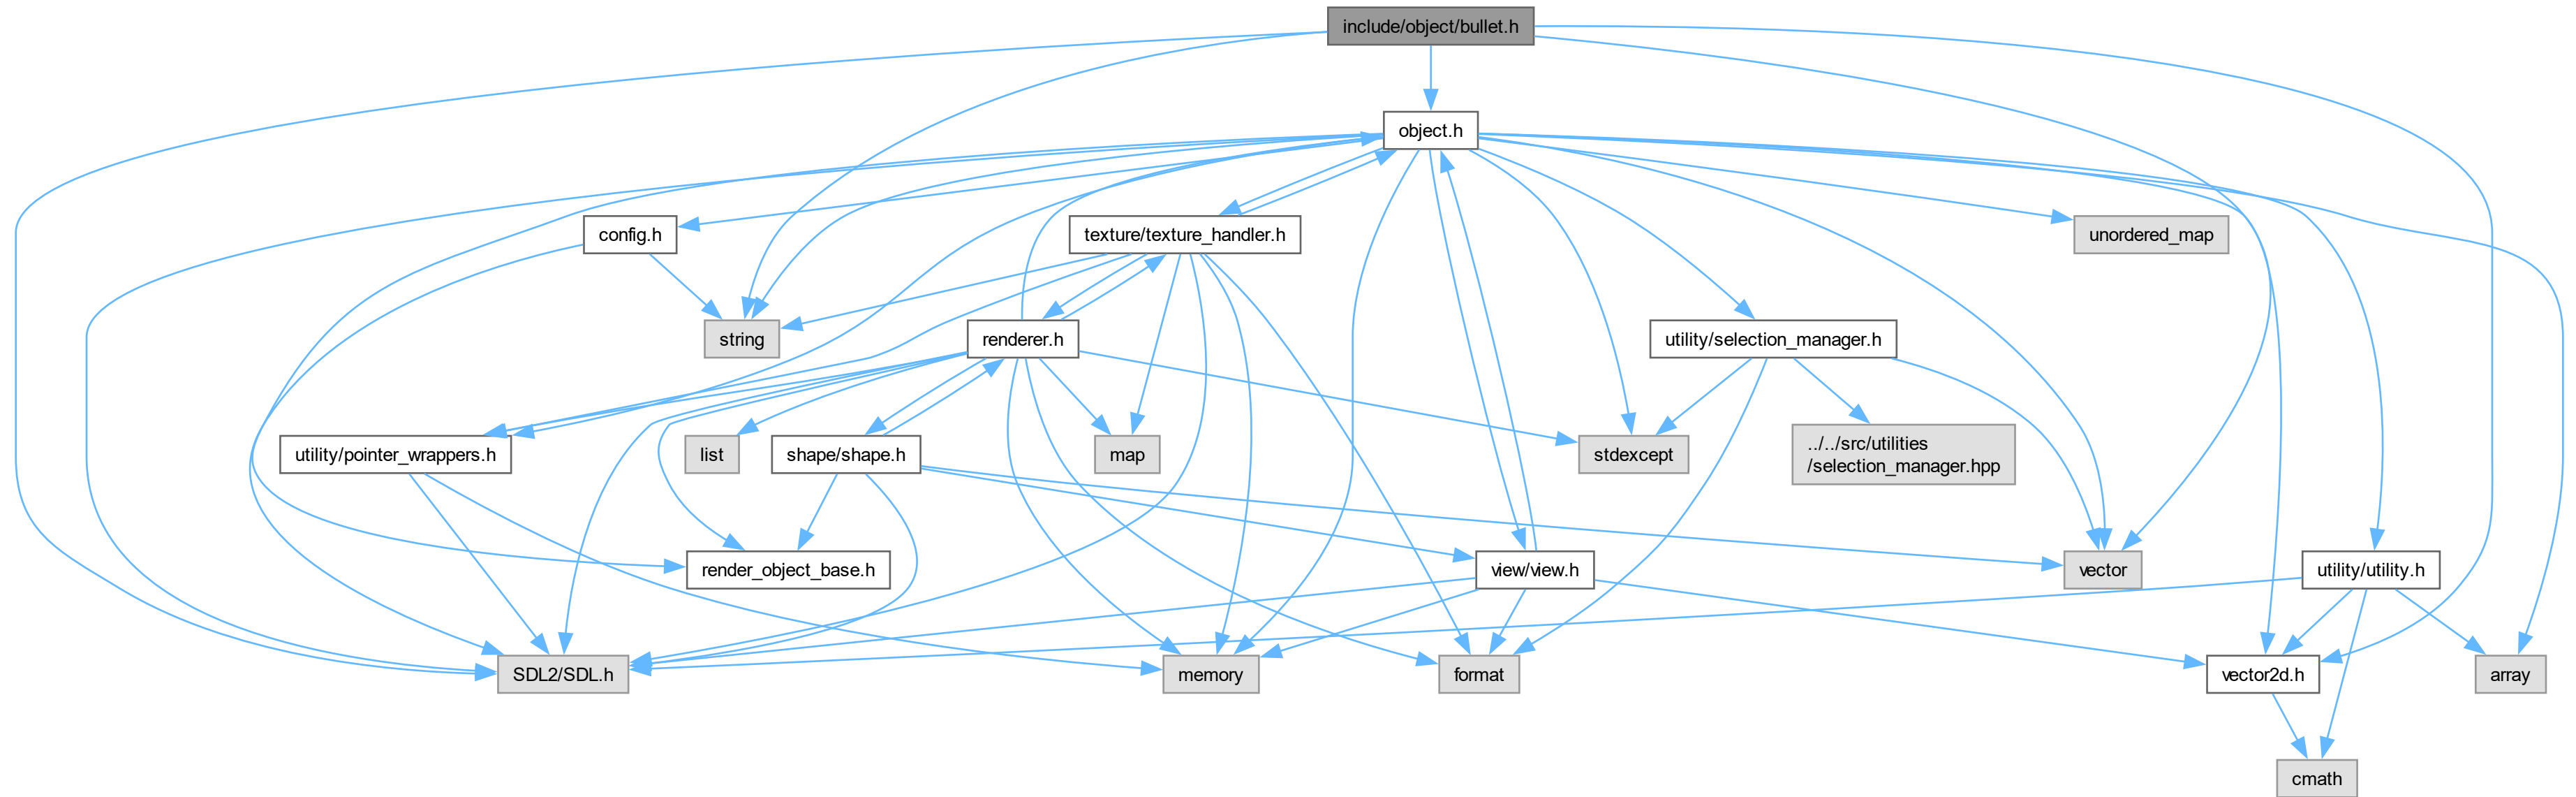 include/object/bullet.h
object.h
config.h
texture/texture_handler.h
unordered_map
string
renderer.h
utility/selection_manager.h
utility/pointer_wrappers.h
list
shape/shape.h
map
stdexcept
../../src/utilities
/selection_manager.hpp
render_object_base.h
view/view.h
vector
utility/utility.h
SDL2/SDL.h
memory
format
vector2d.h
array
cmath